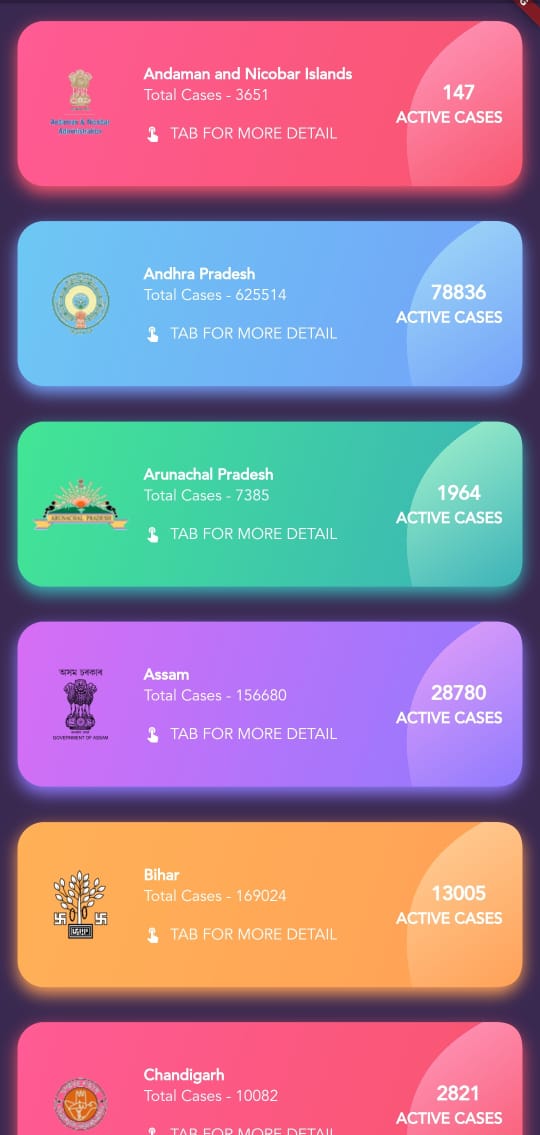 Andaman and Nicobar Islands
Total Cases - 3651
TAB FOR MORE DETAIL
147
ACTIVE CASES
Andaman & Nicobar
Administration
Andhra Pradesh
Total Cases - 625514
TAB FOR MORE DETAIL
78836
ACTIVE CASES
Arunachal Pradesh
Total Cases - 7385
TAB FOR MORE DETAIL
1964
ACTIVE CASES
ARUNACHAL PRADESH
অসম চৰকাৰ
GOVERNMENT OF ASSAM
Assam
Total Cases - 156680
TAB FOR MORE DETAIL
28780
ACTIVE CASES
Bihar
Total Cases - 169024
TAB FOR MORE DETAIL
13005
ACTIVE CASES
Chandigarh
Total Cases - 10082
TAB FOR MORE DETAIL
2821
ACTIVE CASES